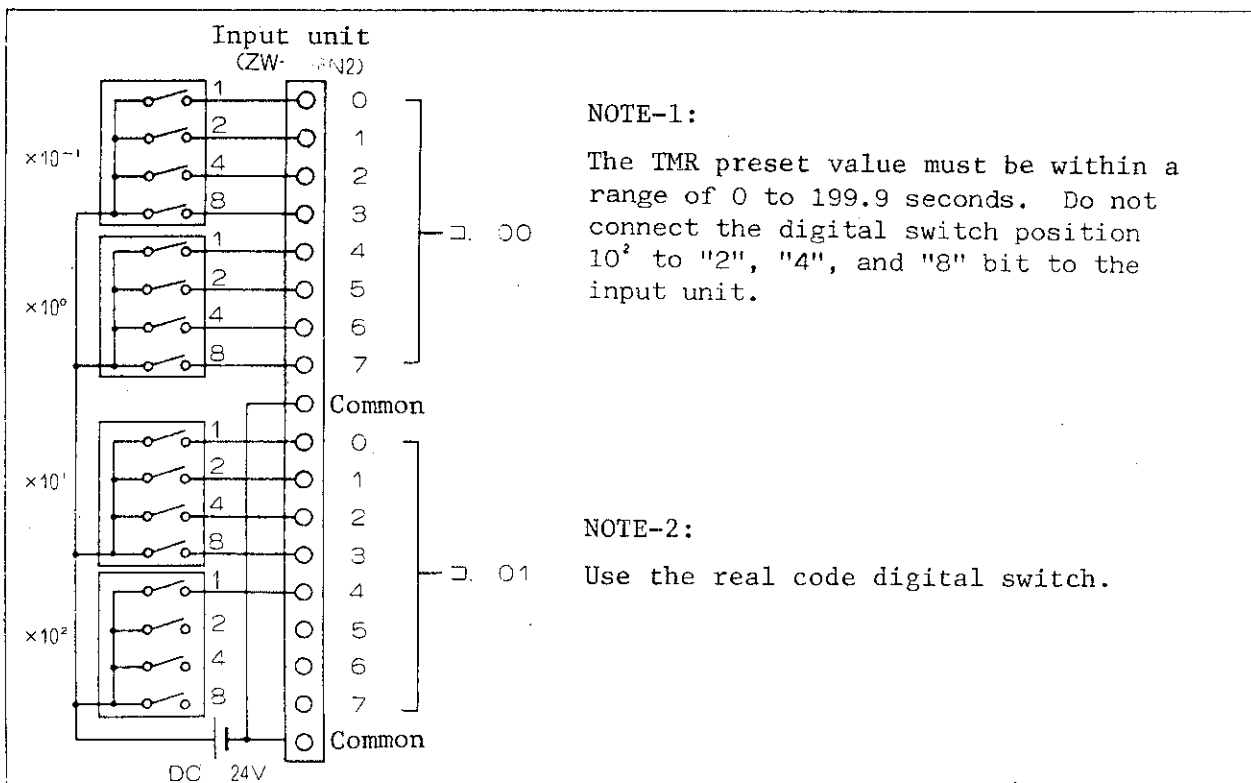 Input unit
(ZW- N2)
×10⁻¹
1
2
4
8
0
1
2
3
×10⁰
1
2
4
8
4
5
6
7
コ. 00
Common
×10¹
1
2
4
8
0
1
2
3
×10²
1
2
4
8
4
5
6
7
コ. 01
Common
DC 24V
NOTE-1:
The TMR preset value must be within a
range of 0 to 199.9 seconds. Do not
connect the digital switch position
10² to "2", "4", and "8" bit to the
input unit.
NOTE-2:
Use the real code digital switch.